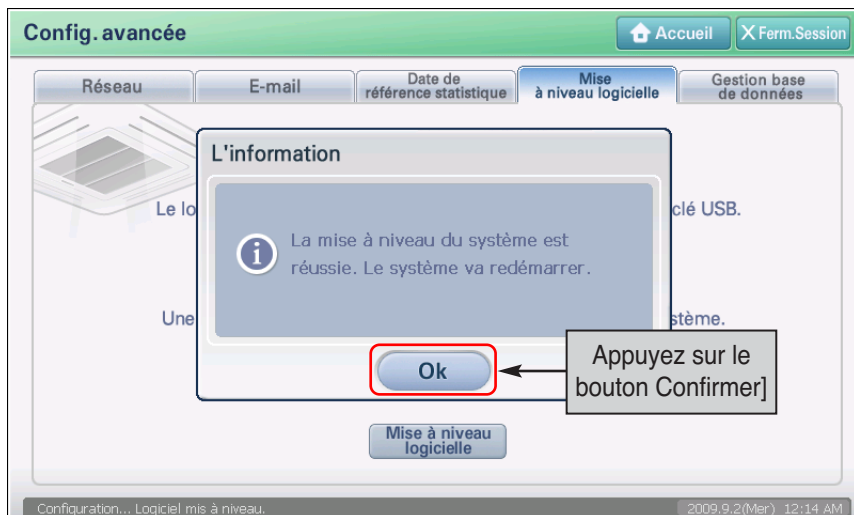 Config. avancée
Accueil
X Ferm.Session
Réseau
E-mail
Date de
référence statistique
Mise
à niveau logicielle
Gestion base
de données
L'information
Le lo
clé USB.
La mise à niveau du système est
réussie. Le système va redémarrer.
Une
stème.
Ok
Appuyez sur le
bouton Confirmer]
Mise à niveau
logicielle
Configuration... Logiciel mis à niveau.
2009.9.2(Mer) 12:14 AM